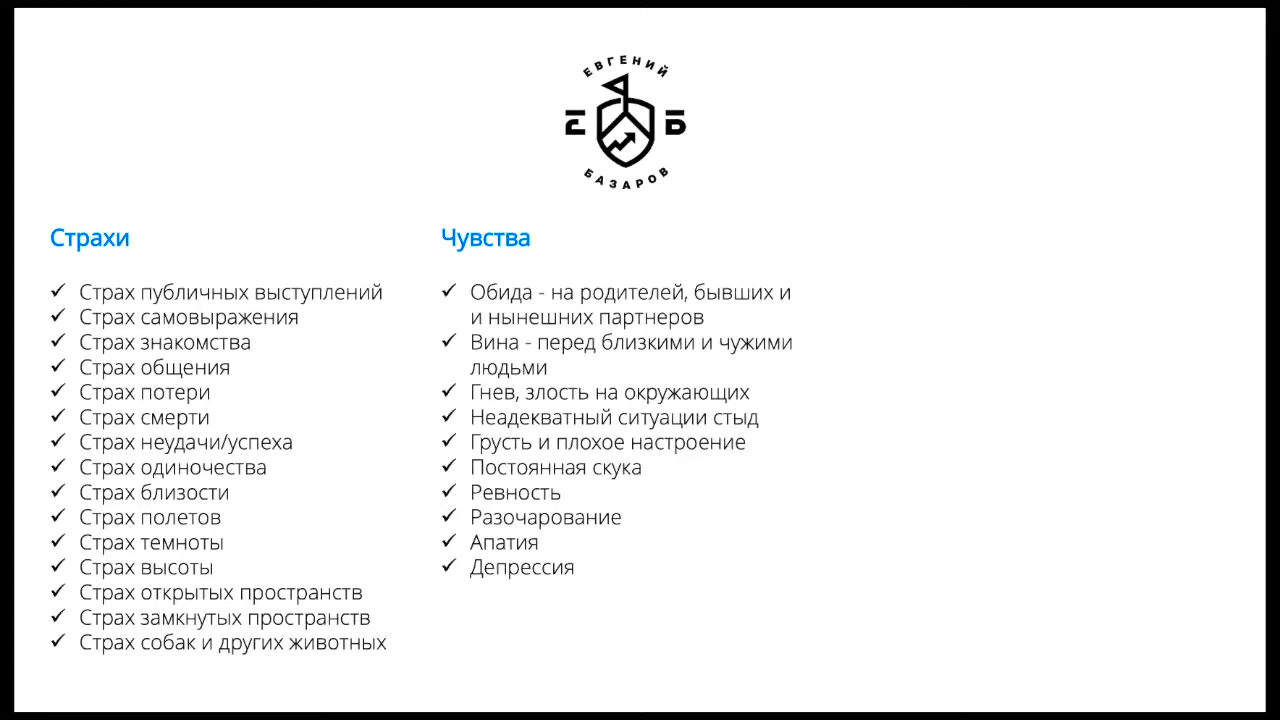 ЕВГЕНИЙ
Е Б
БАЗАРОВ
Страхи
Страх публичных выступлений
Страх самовыражения
Страх знакомства
Страх общения
Страх потери
Страх смерти
Страх неудачи/успеха
Страх одиночества
Страх близости
Страх полетов
Страх темноты
Страх высоты
Страх открытых пространств
Страх замкнутых пространств
Страх собак и других животных
Чувства
Обида - на родителей, бывших и
и нынешних партнеров
Вина - перед близкими и чужими
людьми
Гнев, злость на окружающих
Неадекватный ситуации стыд
Грусть и плохое настроение
Постоянная скука
Ревность
Разочарование
Апатия
Депрессия